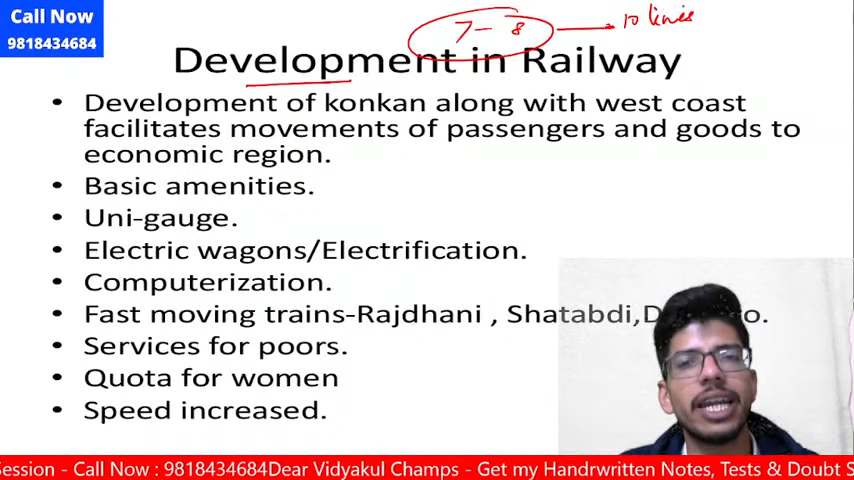 Call Now
9818434684
7 - 8
10 lines
Development in Railway
• Development of konkan along with west coast
facilitates movements of passengers and goods to
economic region.
• Basic amenities.
• Uni-gauge.
• Electric wagons/Electrification.
• Computerization.
• Fast moving trains-Rajdhani , Shatabdi,
• Services for poors.
• Quota for women
• Speed increased.
Session - Call Now : 9818434684Dear Vidyakul Champs - Get my Handrwritten Notes, Tests & Doubt S